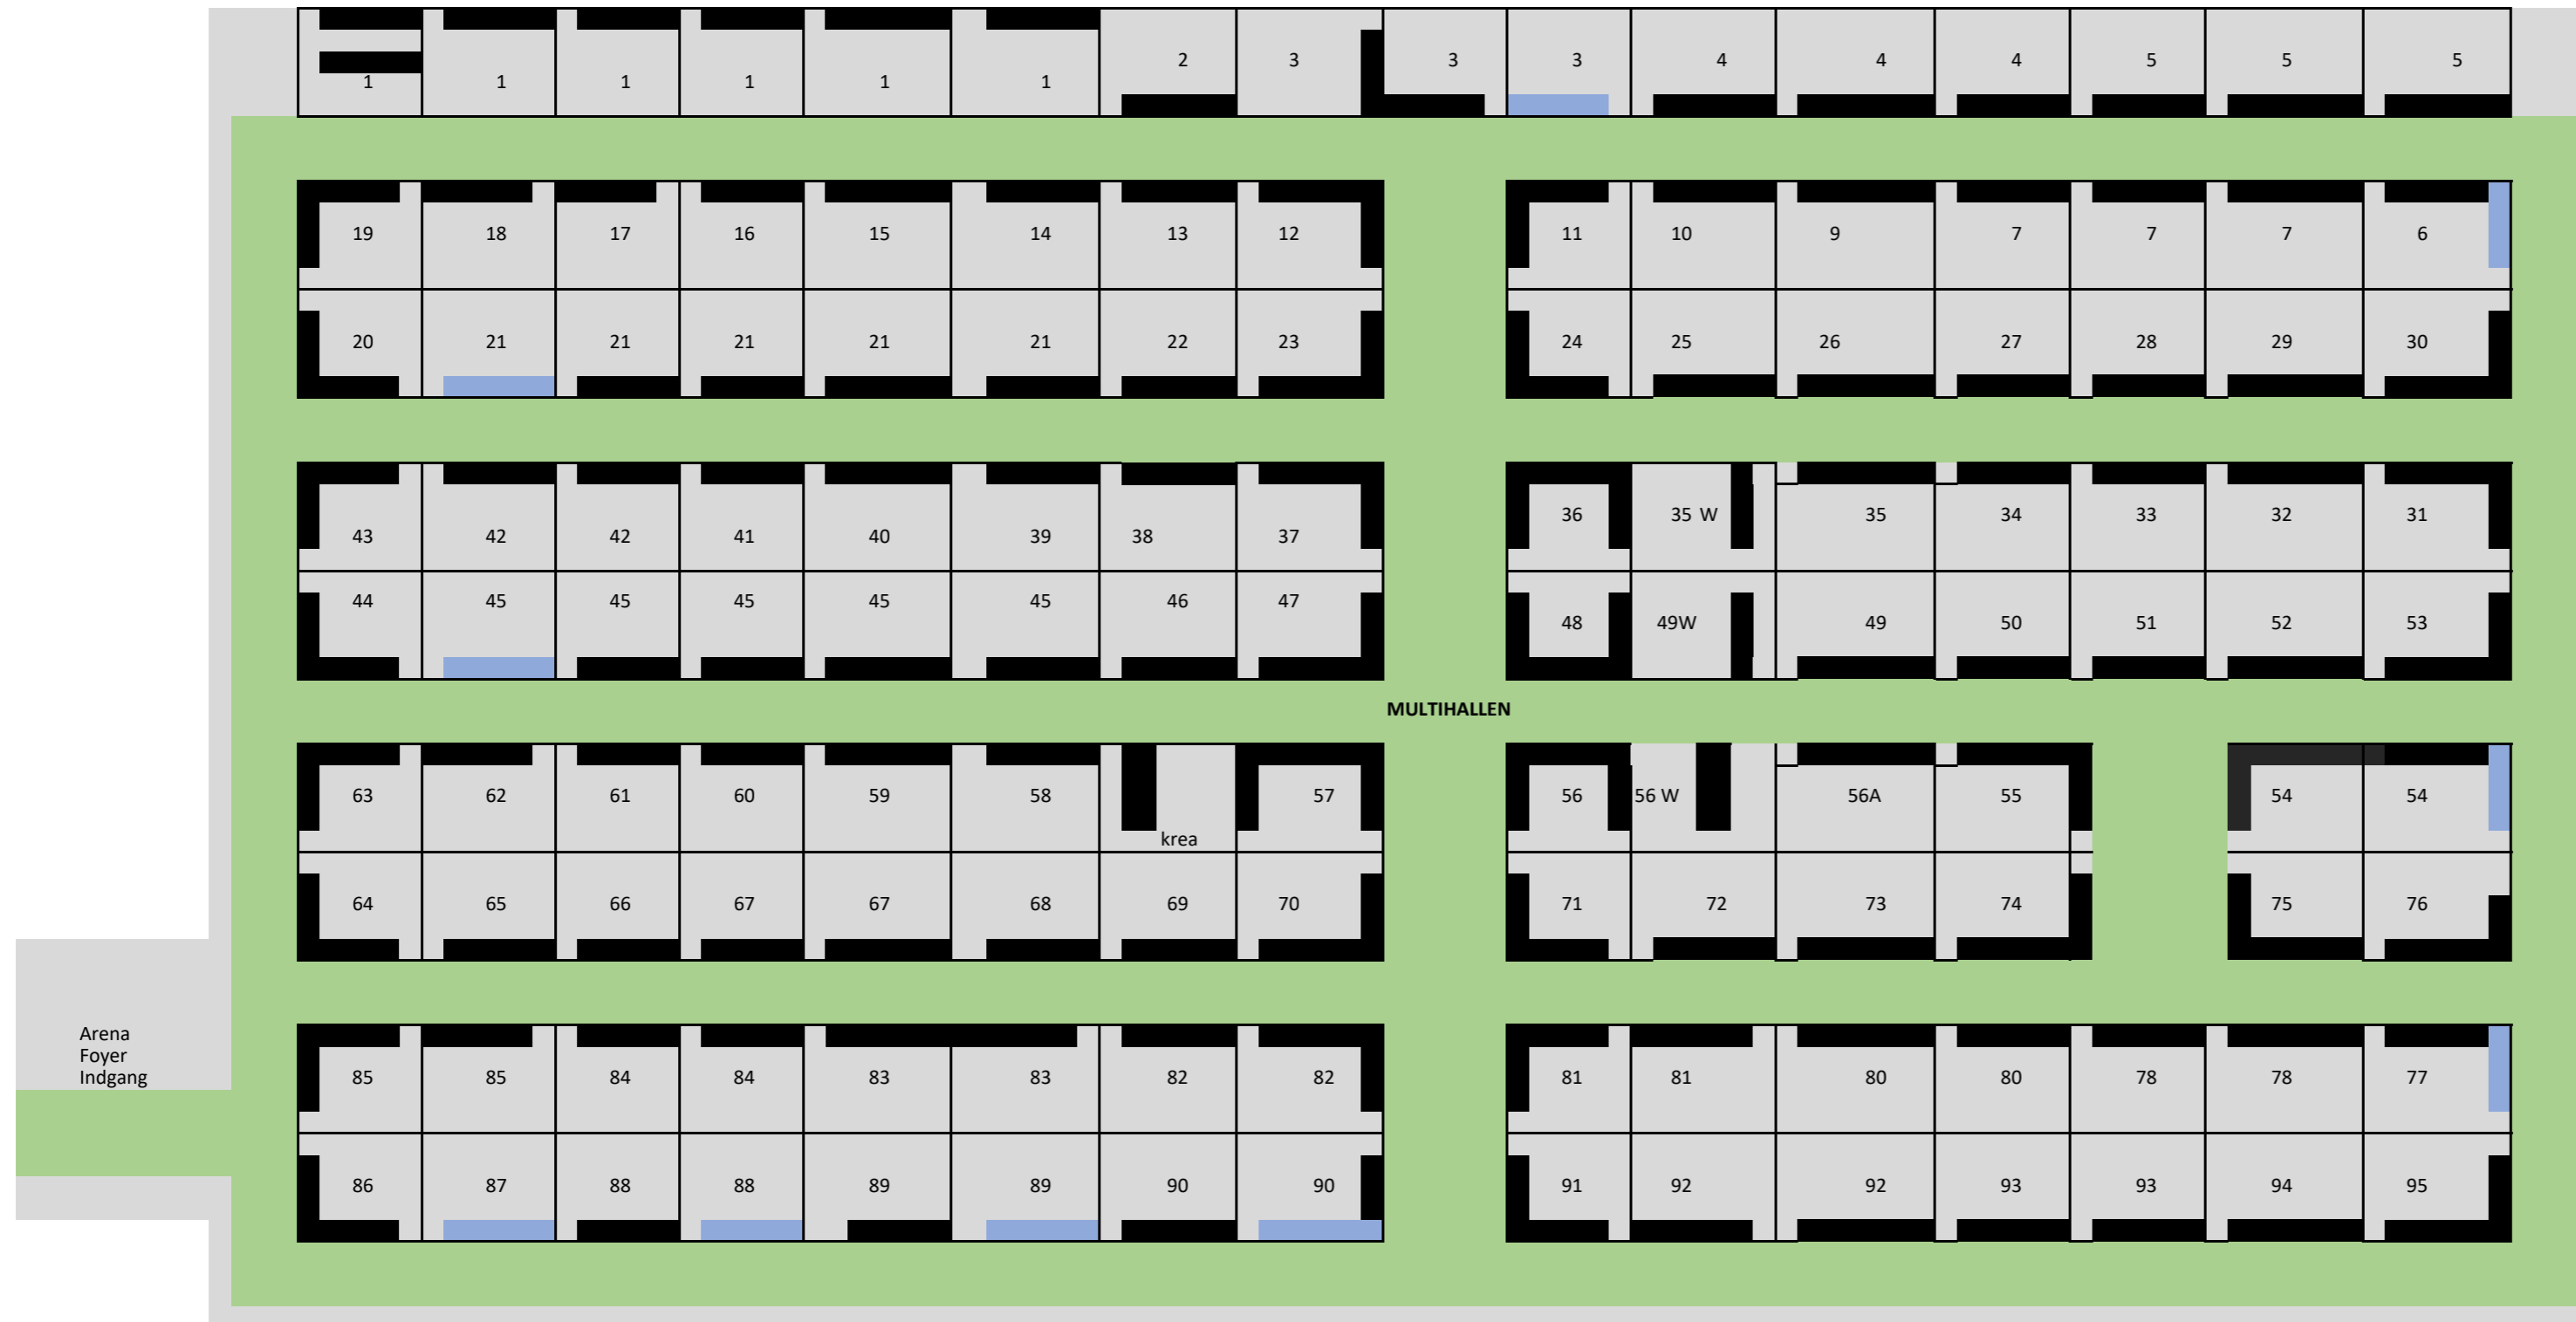 1 1 1 1 1 1 2 3 3 3 4 4 4 5 5 5
19 18 17 16 15 14 13 12 11 10 9 7 7 7 6
20 21 21 21 21 21 22 23 24 25 26 27 28 29 30
43 42 42 41 40 39 38 37 36 35 W 35 34 33 32 31
44 45 45 45 45 45 46 47 48 49W 49 50 51 52 53
MULTIHALLEN
63 62 61 60 59 58 krea 57 56 56 W 56A 55 54 54
64 65 66 67 67 68 69 70 71 72 73 74 75 76
Arena
Foyer
Indgang
85 85 84 84 83 83 82 82 81 81 80 80 78 78 77
86 87 88 88 89 89 90 90 91 92 92 93 93 94 95